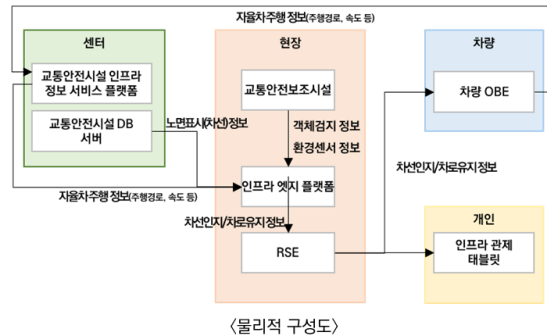 자율차 주행 정보(주행경로, 속도 등)
센터
현장
차량
교통안전시설 인프라
정보 서비스 플랫폼
교통안전보조시설
차량 OBE
교통안전시설 DB
서버
노면표시(차선) 정보
객체검지 정보
환경센서 정보
인프라 엣지 플랫폼
차선인지/차로유지 정보
자율차 주행 정보(주행경로, 속도 등)
차선인지/차로유지 정보
개인
RSE
인프라 관제
태블릿
<물리적 구성도>